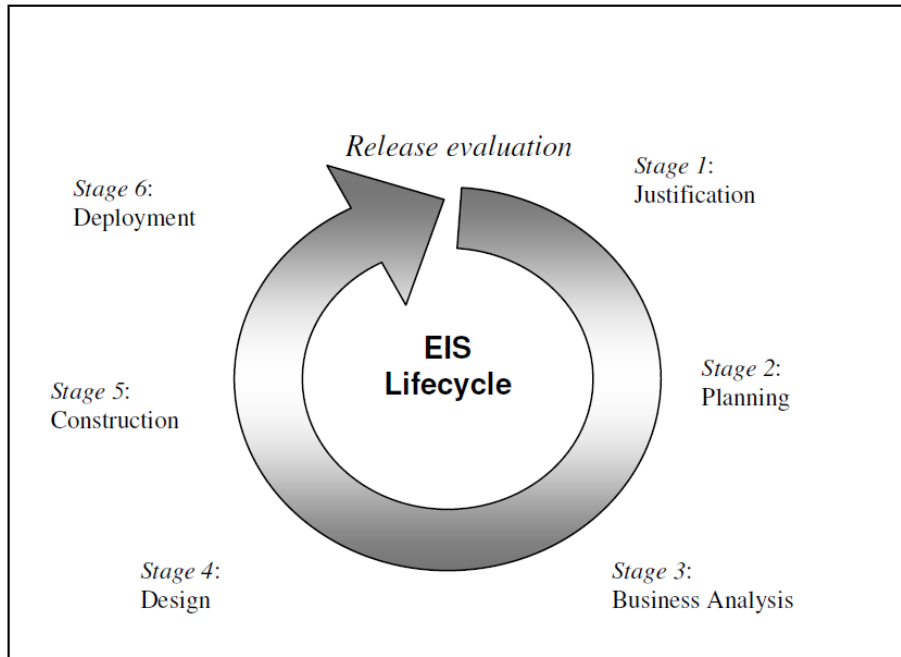 Release evaluation
Stage 1:
Justification
Stage 2:
Planning
Stage 3:
Business Analysis
Stage 4:
Design
Stage 5:
Construction
Stage 6:
Deployment
EIS
Lifecycle